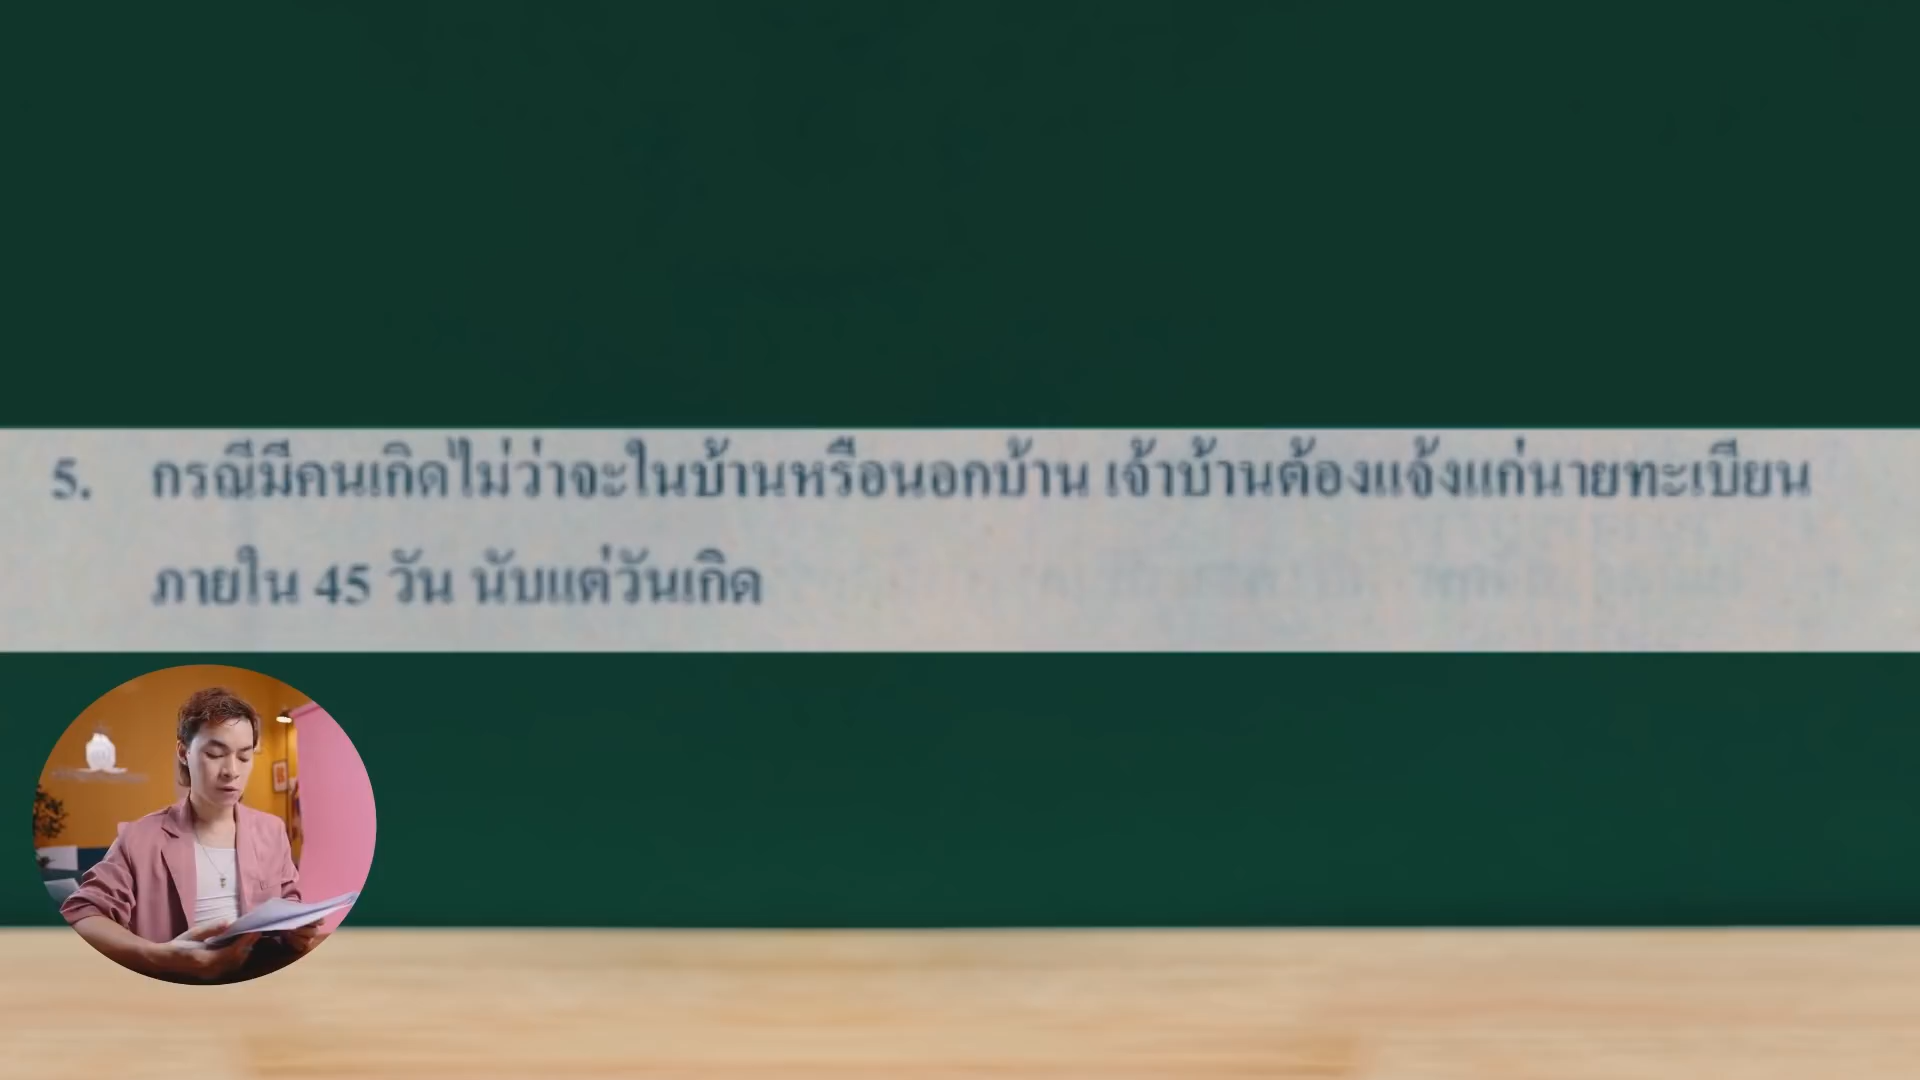 5. กรณีมีคนเกิดไม่ว่าจะในบ้านหรือนอกบ้าน เจ้าบ้านต้องแจ้งแก่นายทะเบียน
ภายใน 45 วัน นับแต่วันเกิด